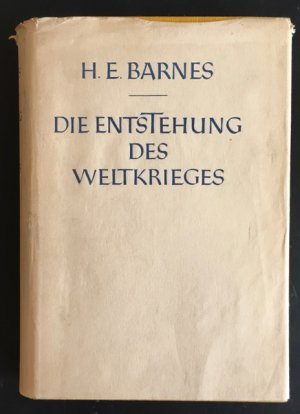 H. E. BARNES
DIE ENTSTEHUNG
DES
WELTKRIEGES